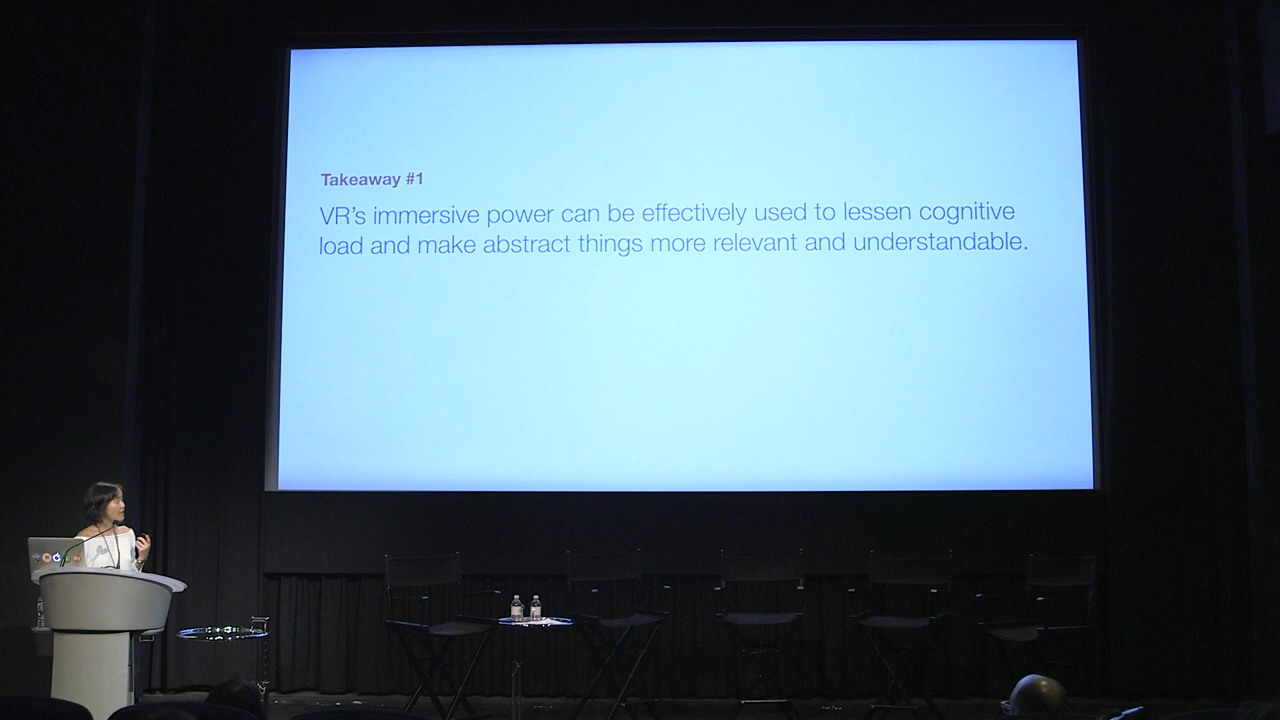 Takeaway #1
VR’s immersive power can be effectively used to lessen cognitive
load and make abstract things more relevant and understandable.